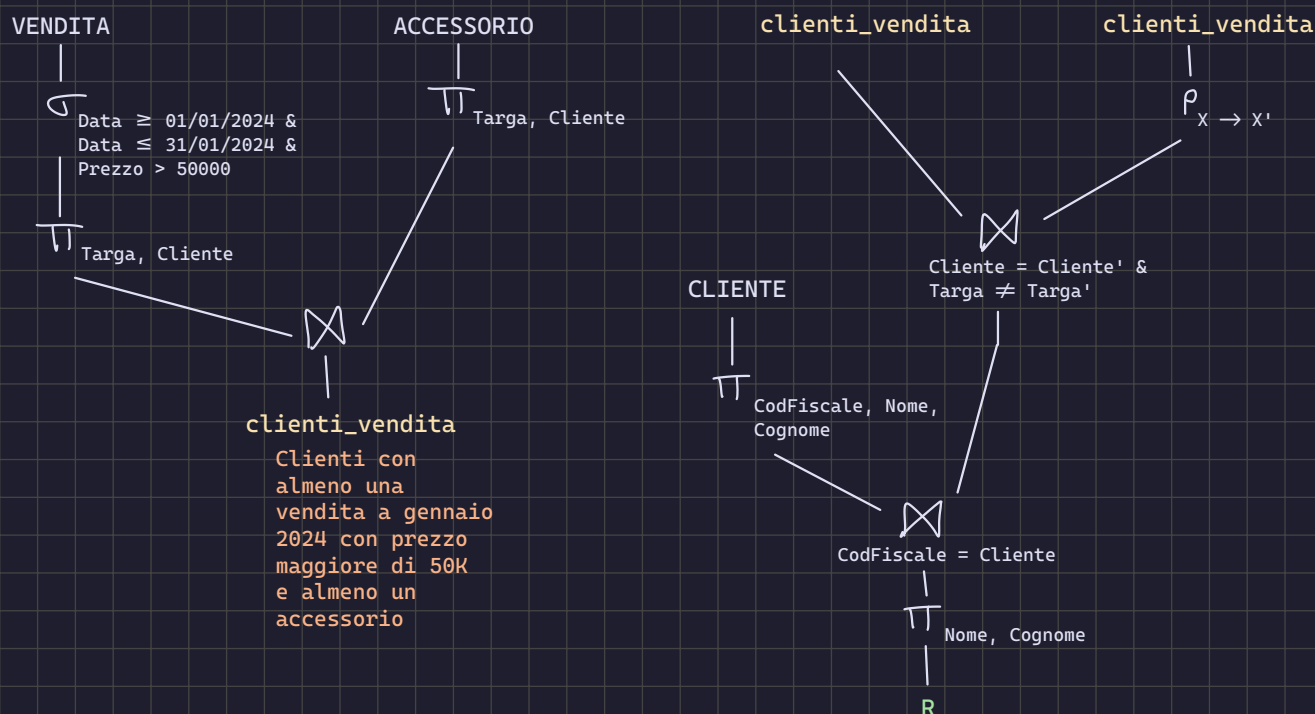 VENDITA
σ
Data ≥ 01/01/2024 &
Data ≤ 31/01/2024 &
Prezzo > 50000
π
Targa, Cliente
ACCESSORIO
π
Targa, Cliente
⋈
clienti_vendita
Clienti con
almeno una
vendita a gennaio
2024 con prezzo
maggiore di 50K
e almeno un
accessorio
clienti_vendita
clienti_vendita
ρ
X → X'
⋈
Cliente = Cliente' &
Targa ≠ Targa'
CLIENTE
π
CodFiscale, Nome,
Cognome
⋈
CodFiscale = Cliente
π
Nome, Cognome
R